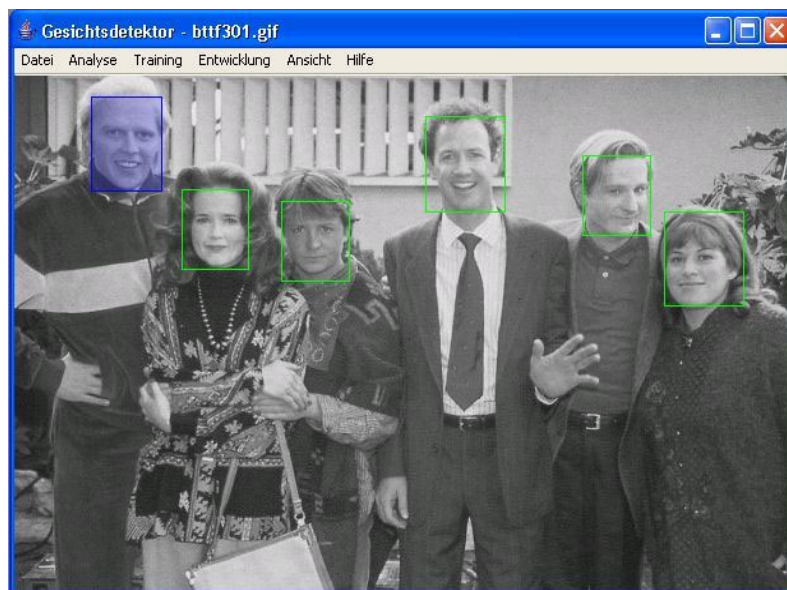 Gesichtsdetektor - bttf301.gif
Datei Analyse Training Entwicklung Ansicht Hilfe